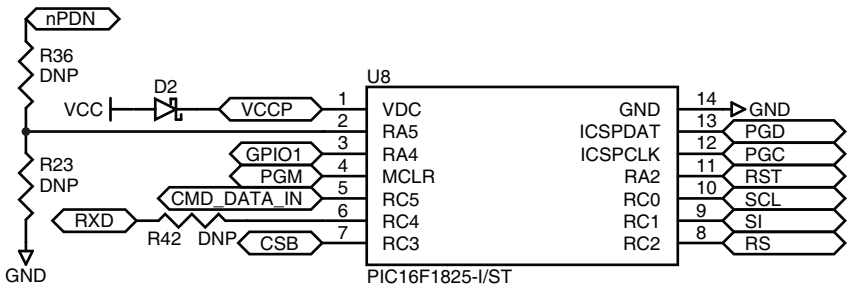 nPDN
R36
DNP
D2
U8
VCC
VCCP
1
VDC
GND
14
GND
2
RA5
ICSPDAT
13
PGD
GPIO1
3
RA4
ICSPCLK
12
PGC
R23
DNP
PGM
4
MCLR
RA2
11
RST
CMD_DATA_IN
5
RC5
RC0
10
SCL
RXD
6
RC4
RC1
9
SI
R42 DNP
CSB
7
RC3
RC2
8
RS
GND
PIC16F1825-I/ST